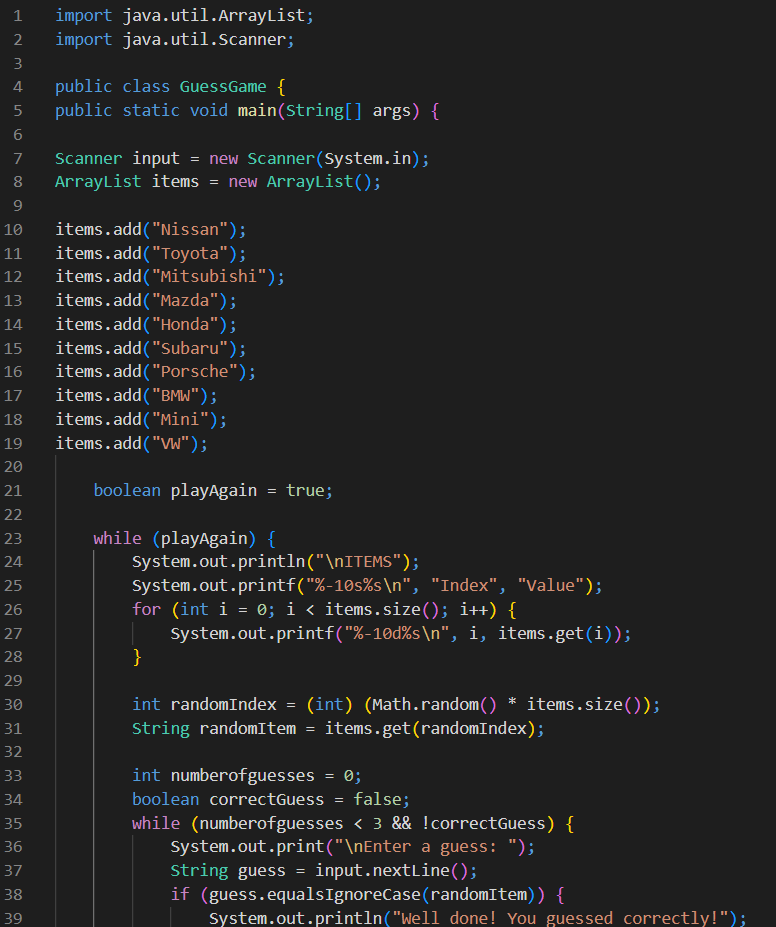 1 import java.util.ArrayList;
2 import java.util.Scanner;
3
4 public class GuessGame {
5 public static void main(String[] args) {
6
7 Scanner input = new Scanner(System.in);
8 ArrayList items = new ArrayList();
9
10 items.add("Nissan");
11 items.add("Toyota");
12 items.add("Mitsubishi");
13 items.add("Mazda");
14 items.add("Honda");
15 items.add("Subaru");
16 items.add("Porsche");
17 items.add("BMW");
18 items.add("Mini");
19 items.add("VW");
20
21 boolean playAgain = true;
22
23 while (playAgain) {
24 System.out.println("\nITEMS");
25 System.out.printf("%-10s%s\n", "Index", "Value");
26 for (int i = 0; i < items.size(); i++) {
27 System.out.printf("%-10d%s\n", i, items.get(i));
28 }
29
30 int randomIndex = (int) (Math.random() * items.size());
31 String randomItem = items.get(randomIndex);
32
33 int numberofguesses = 0;
34 boolean correctGuess = false;
35 while (numberofguesses < 3 && !correctGuess) {
36 System.out.print("\nEnter a guess: ");
37 String guess = input.nextLine();
38 if (guess.equalsIgnoreCase(randomItem)) {
39 System.out.println("Well done! You guessed correctly!");